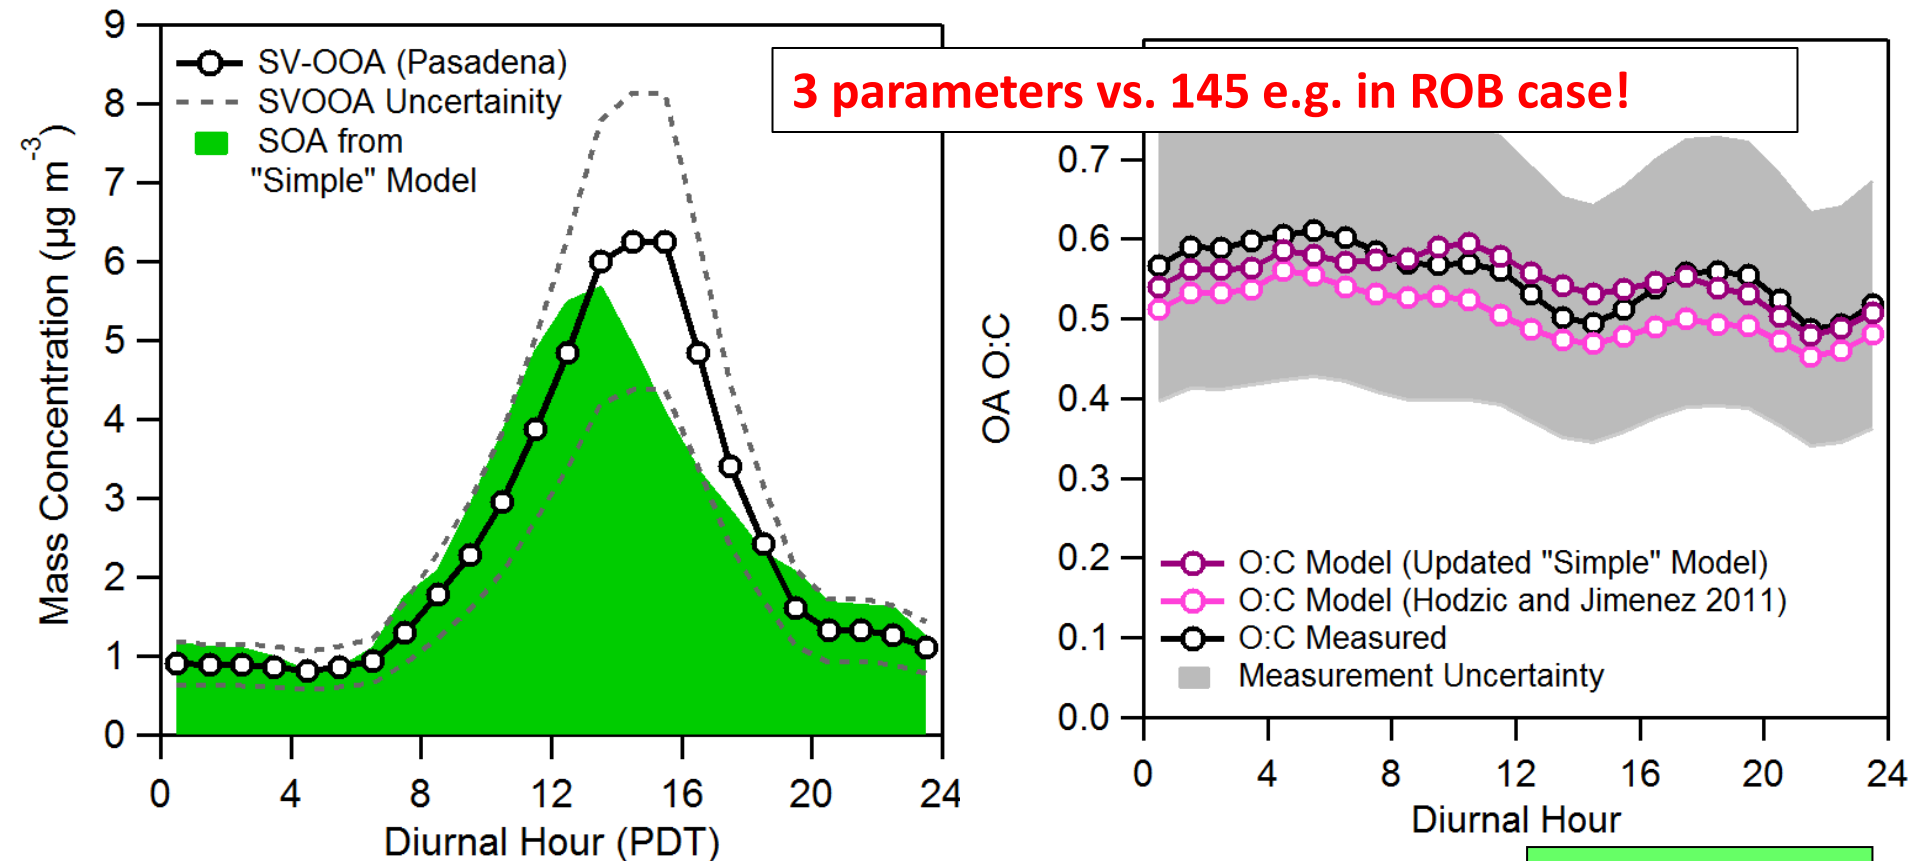 3 parameters vs. 145 e.g. in ROB case!
SV-OOA (Pasadena)
SVOOA Uncertainity
SOA from
"Simple" Model
Mass Concentration (µg m⁻³)
9
8
7
6
5
4
3
2
1
0
0
4
8
12
16
20
24
Diurnal Hour (PDT)
OA O:C
0.7
0.6
0.5
0.4
0.3
0.2
0.1
0.0
O:C Model (Updated "Simple" Model)
O:C Model (Hodzic and Jimenez 2011)
O:C Measured
Measurement Uncertainty
0
4
8
12
16
20
24
Diurnal Hour